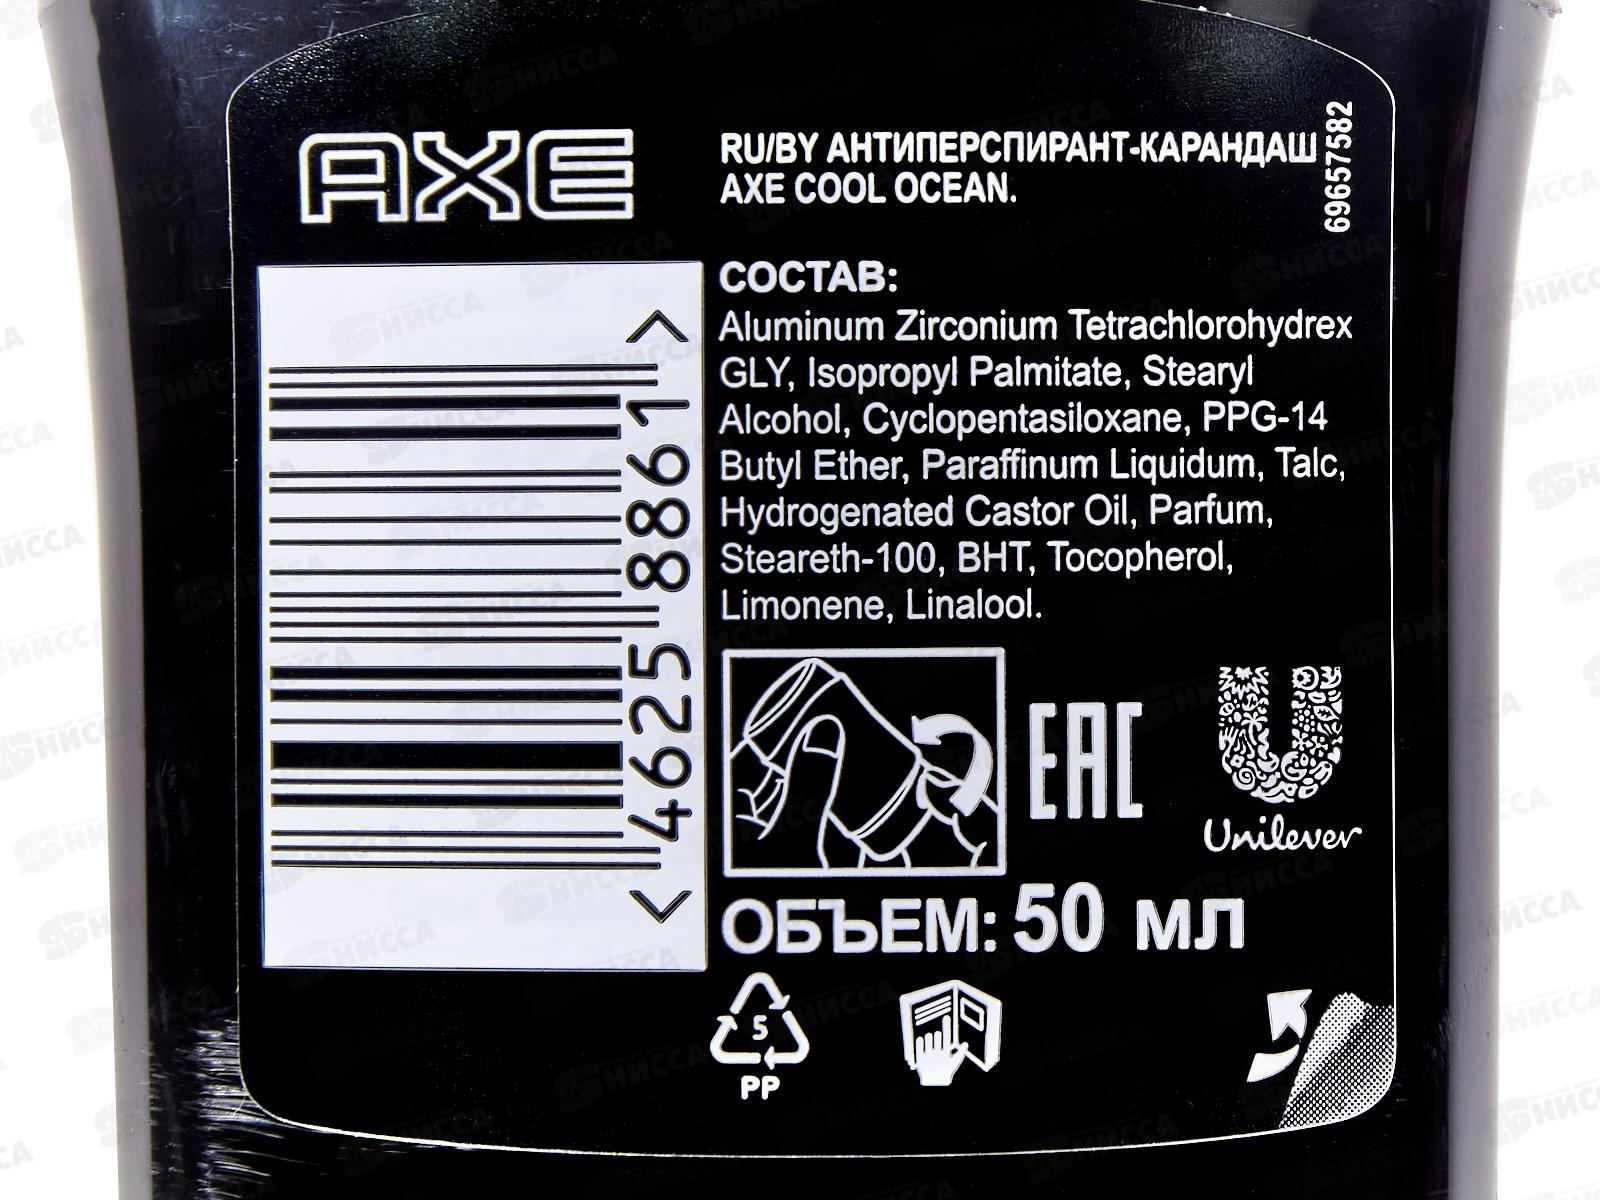 AXE
RU/BY АНТИПЕРСПИРАНТ-КАРАНДАШ
AXE COOL OCEAN.
69657582
СОСТАВ:
Aluminum Zirconium Tetrachlorohydrex
GLY, Isopropyl Palmitate, Stearyl
Alcohol, Cyclopentasiloxane, PPG-14
Butyl Ether, Paraffinum Liquidum, Talc,
Hydrogenated Castor Oil, Parfum,
Steareth-100, BHT, Tocopherol,
Limonene, Linalool.
<4625 8861>
EAC
Unilever
ОБЪЕМ: 50 мл
5
PP
НИССА